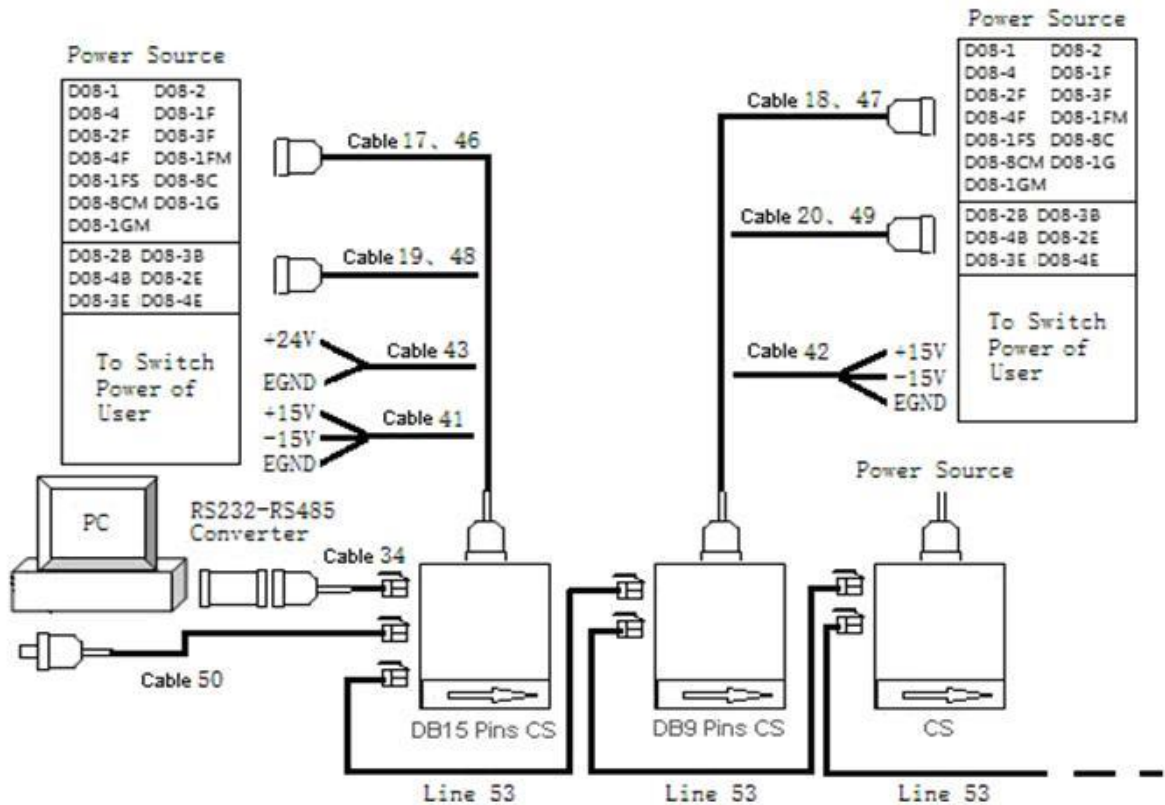 Power Source
D08-1 D08-2
D08-4 D08-1F
D08-2F D08-3F
D08-4F D08-1FM
D08-1FS D08-8C
D08-8CM D08-1G
D08-1GM
D08-2B D08-3B
D08-4B D08-2E
D08-3E D08-4E
To Switch
Power of
User
Cable 17、46
Cable 19、48
+24V
Cable 43
EGND
+15V
-15V
Cable 41
EGND
Power Source
D08-1 D08-2
D08-4 D08-1F
D08-2F D08-3F
D08-4F D08-1FM
D08-1FS D08-8C
D08-8CM D08-1G
D08-1GM
D08-2B D08-3B
D08-4B D08-2E
D08-3E D08-4E
To Switch
Power of
User
Cable 18、47
Cable 20、49
Cable 42
+15V
-15V
EGND
PC
RS232-RS485
Converter
Cable 34
Cable 50
Power Source
DB15 Pins CS
DB9 Pins CS
CS
Line 53
Line 53
Line 53